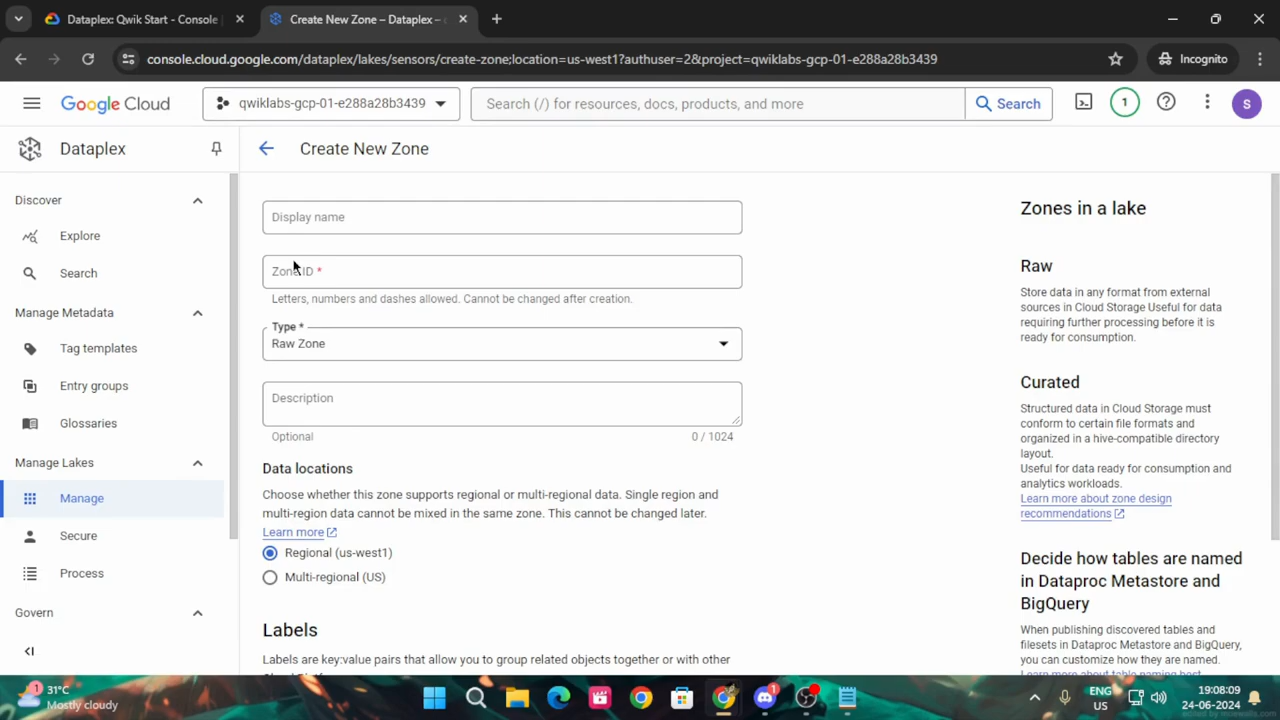 Dataplex: Qwik Start - Console
Create New Zone – Dataplex –
console.cloud.google.com/dataplex/lakes/sensors/create-zone;location=us-west1?authuser=2&project=qwiklabs-gcp-01-e288a28b3439
Incognito
Google Cloud
qwiklabs-gcp-01-e288a28b3439
Search (/) for resources, docs, products, and more
Search
1
S
Dataplex
Create New Zone
Discover
Explore
Search
Manage Metadata
Tag templates
Entry groups
Glossaries
Manage Lakes
Manage
Secure
Process
Govern
Display name
Zone ID *
Letters, numbers and dashes allowed. Cannot be changed after creation.
Type *
Raw Zone
Description
Optional
0 / 1024
Data locations
Choose whether this zone supports regional or multi-regional data. Single region and
multi-region data cannot be mixed in the same zone. This cannot be changed later.
Learn more
Regional (us-west1)
Multi-regional (US)
Labels
Labels are key:value pairs that allow you to group related objects together or with other
Zones in a lake
Raw
Store data in any format from external
sources in Cloud Storage Useful for data
requiring further processing before it is
ready for consumption.
Curated
Structured data in Cloud Storage must
conform to certain file formats and
organized in a hive-compatible directory
layout.
Useful for data ready for consumption and
analytics workloads.
Learn more about zone design
recommendations
Decide how tables are named
in Dataproc Metastore and
BigQuery
When publishing discovered tables and
filesets in Dataproc Metastore and BigQuery,
you can customize how they are named.
1
31°C
Mostly cloudy
ENG
US
19:08:09
24-06-2024